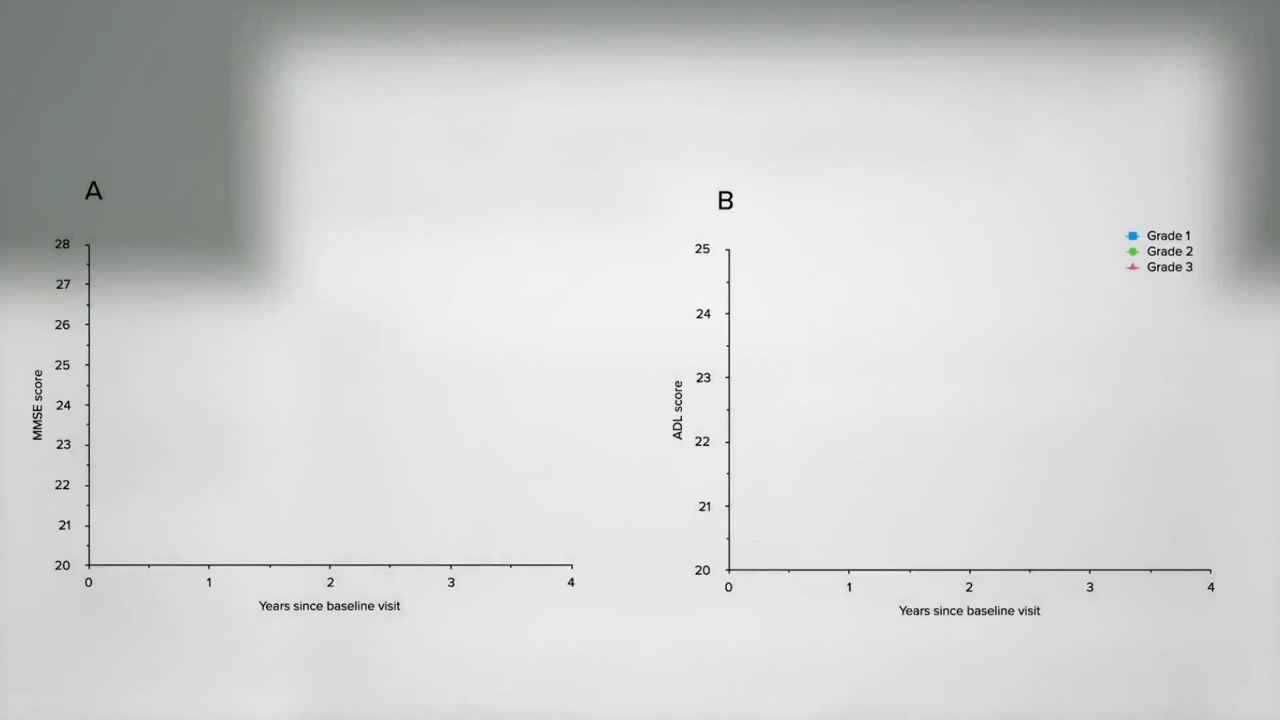 A
28
27
26
25
24
23
22
21
20
MMSE score
0 1 2 3 4
Years since baseline visit
B
Grade 1
Grade 2
Grade 3
25
24
23
22
21
20
ADL score
0 1 2 3 4
Years since baseline visit